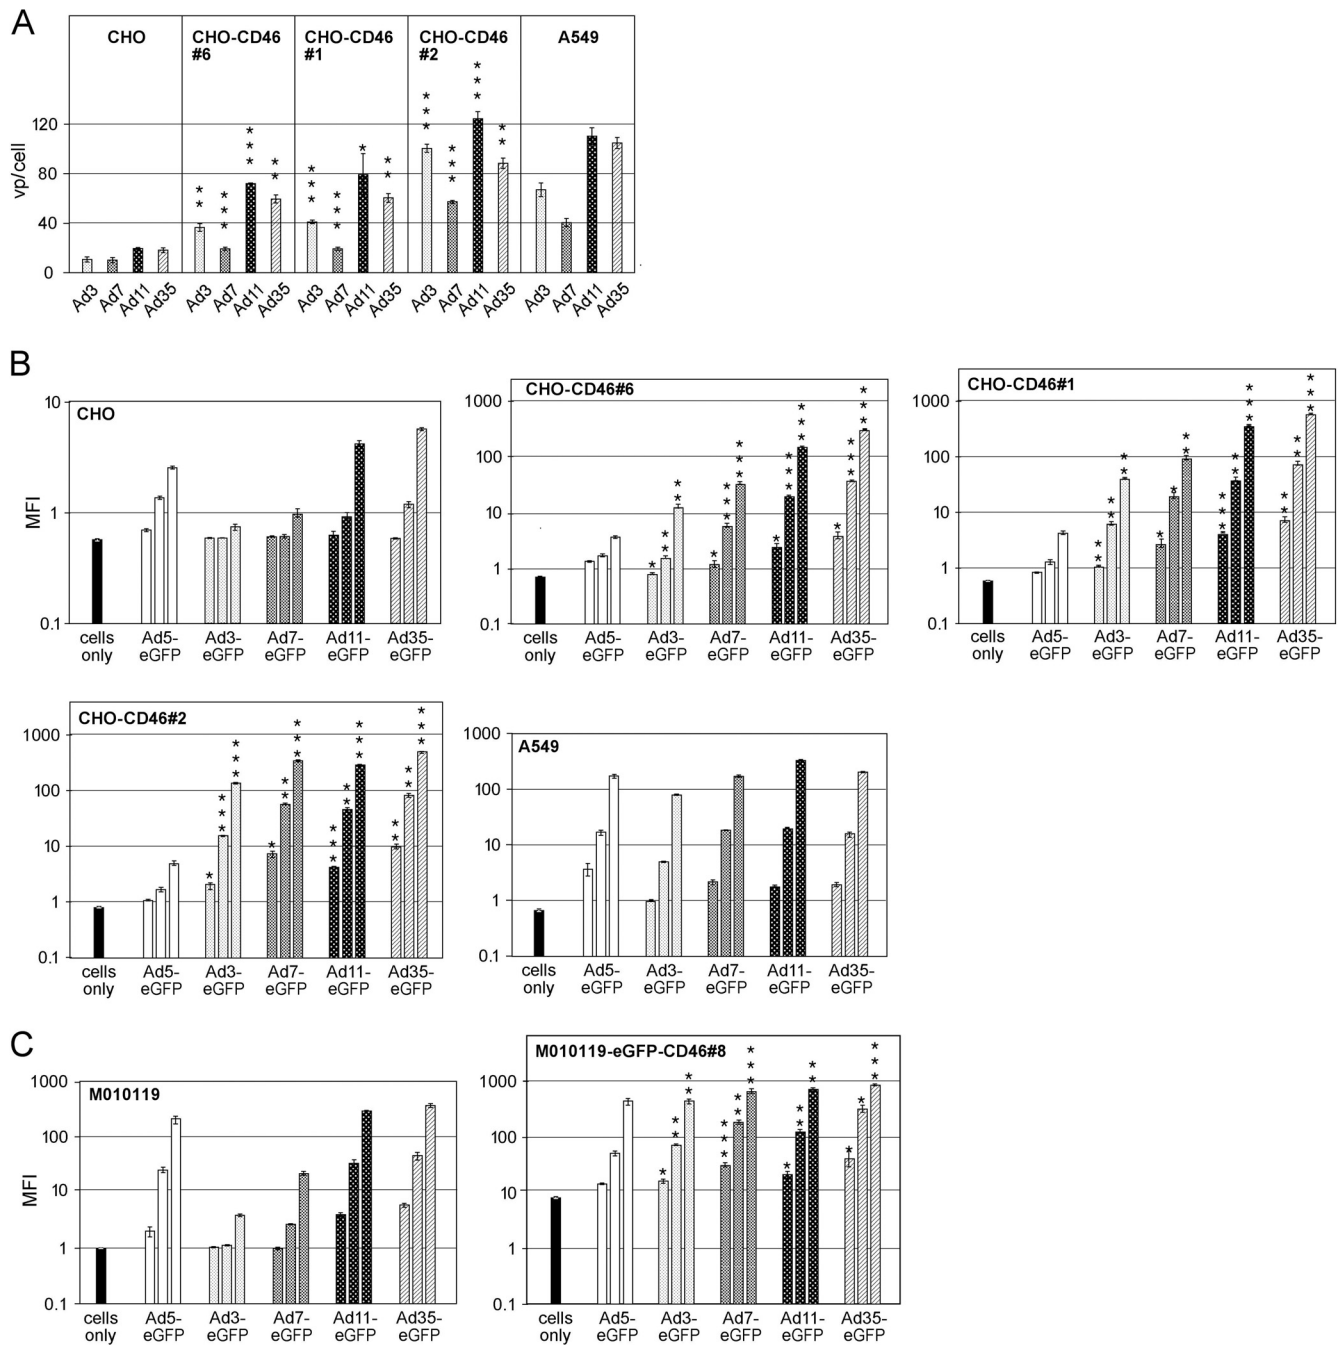 A
CHO
CHO-CD46
#6
CHO-CD46
#1
CHO-CD46
#2
A549
vp/cell
120
80
40
0
* * * * * * * * *
* * * * * * * * *
* * * * * * * * * * *
Ad3 Ad7 Ad11 Ad35 Ad3 Ad7 Ad11 Ad35 Ad3 Ad7 Ad11 Ad35 Ad3 Ad7 Ad11 Ad35 Ad3 Ad7 Ad11 Ad35
B
CHO
MFI
10
1
0.1
cells only
Ad5-eGFP
Ad3-eGFP
Ad7-eGFP
Ad11-eGFP
Ad35-eGFP
CHO-CD46#6
1000
100
10
1
0.1
* ** ** * *** *** * *** *** * *** ***
cells only
Ad5-eGFP
Ad3-eGFP
Ad7-eGFP
Ad11-eGFP
Ad35-eGFP
CHO-CD46#1
1000
100
10
1
0.1
** ** ** * * ** *** ** *** ** ** ***
cells only
Ad5-eGFP
Ad3-eGFP
Ad7-eGFP
Ad11-eGFP
Ad35-eGFP
CHO-CD46#2
1000
100
10
1
0.1
* *** *** * ** *** *** ** *** ** ** ***
cells only
Ad5-eGFP
Ad3-eGFP
Ad7-eGFP
Ad11-eGFP
Ad35-eGFP
A549
1000
100
10
1
0.1
cells only
Ad5-eGFP
Ad3-eGFP
Ad7-eGFP
Ad11-eGFP
Ad35-eGFP
C
M010119
MFI
1000
100
10
1
0.1
cells only
Ad5-eGFP
Ad3-eGFP
Ad7-eGFP
Ad11-eGFP
Ad35-eGFP
M010119-eGFP-CD46#8
1000
100
10
1
0.1
* ** ** *** ** *** * ** ** * * ***
cells only
Ad5-eGFP
Ad3-eGFP
Ad7-eGFP
Ad11-eGFP
Ad35-eGFP